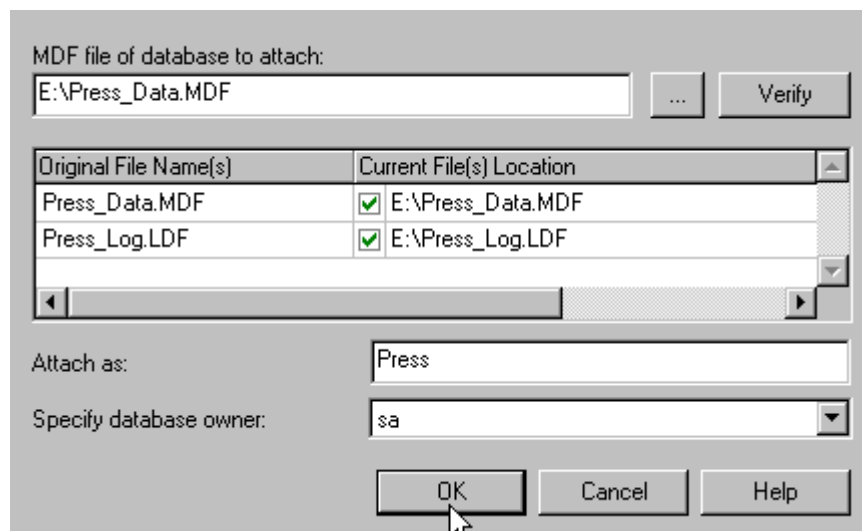 MDF file of database to attach:
E:\Press_Data.MDF ... Verify
Original File Name(s) Current File(s) Location
Press_Data.MDF E:\Press_Data.MDF
Press_Log.LDF E:\Press_Log.LDF
Attach as: Press
Specify database owner: sa
OK Cancel Help